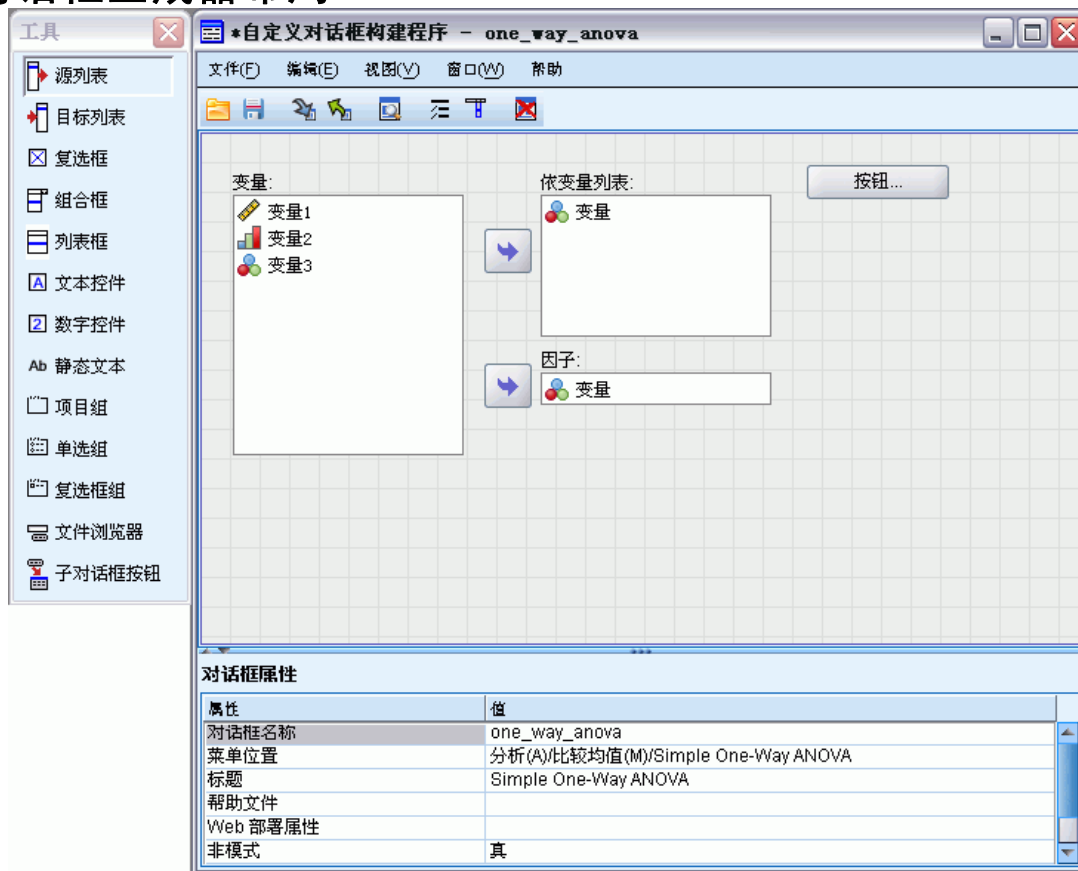 工具
源列表
目标列表
复选框
组合框
列表框
文本控件
数字控件
Ab 静态文本
项目组
单选组
复选框组
文件浏览器
子对话框按钮
*自定义对话框构建程序 - one_way_anova
文件(F) 编辑(E) 视图(V) 窗口(W) 帮助
变量:
变量1
变量2
变量3
依变量列表:
变量
因子:
变量
按钮...
对话框属性
属性 值
对话框名称 one_way_anova
菜单位置 分析(A)/比较均值(M)/Simple One-Way ANOVA
标题 Simple One-Way ANOVA
帮助文件
Web 部署属性
非模式 真